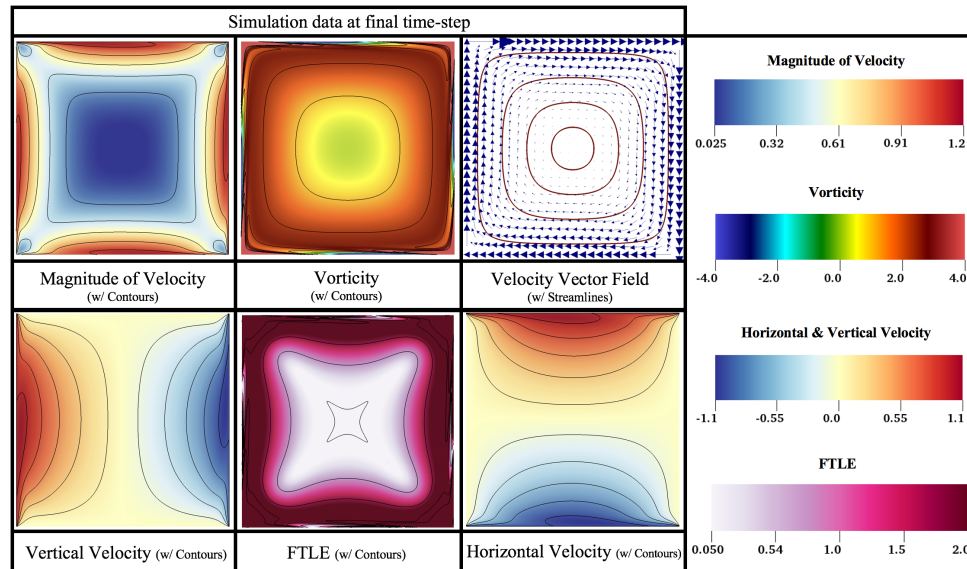 Simulation data at final time-step
Magnitude of Velocity
(w/ Contours)
Vorticity
(w/ Contours)
Velocity Vector Field
(w/ Streamlines)
Vertical Velocity (w/ Contours)
FTLE (w/ Contours)
Horizontal Velocity (w/ Contours)
Magnitude of Velocity
0.025 0.32 0.61 0.91 1.2
Vorticity
-4.0 -2.0 0.0 2.0 4.0
Horizontal & Vertical Velocity
-1.1 -0.55 0.0 0.55 1.1
FTLE
0.050 0.54 1.0 1.5 2.0